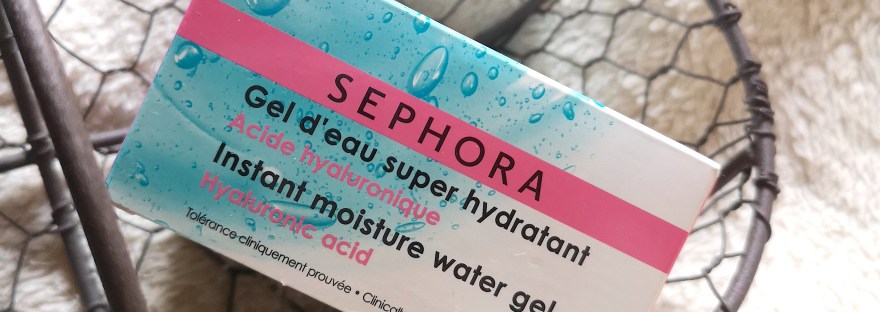 SEPHORA
Gel d'eau super hydratant
Acide hyaluronique
Instant moisture water gel
Hyaluronic acid
Tolérance cliniquement prouvée •